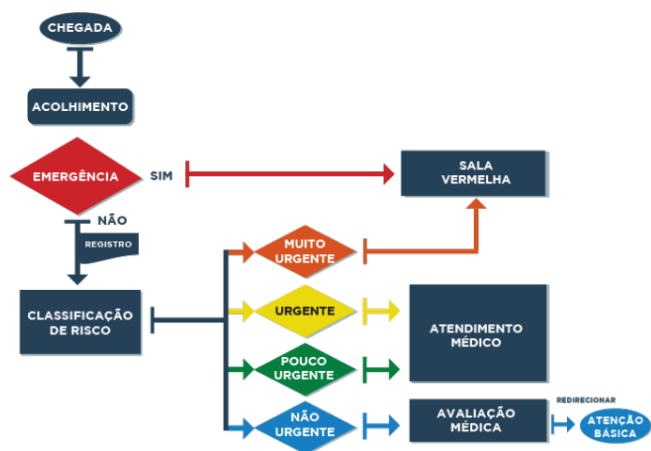 CHEGADA
ACOLHIMENTO
EMERGÊNCIA
SIM
SALA
VERMELHA
NÃO
REGISTRO
MUITO
URGENTE
CLASSIFICAÇÃO
DE RISCO
URGENTE
ATENDIMENTO
MÉDICO
POUCO
URGENTE
NÃO
URGENTE
AVALIAÇÃO
MÉDICA
REDIRECIONAR
ATENÇÃO
BÁSICA